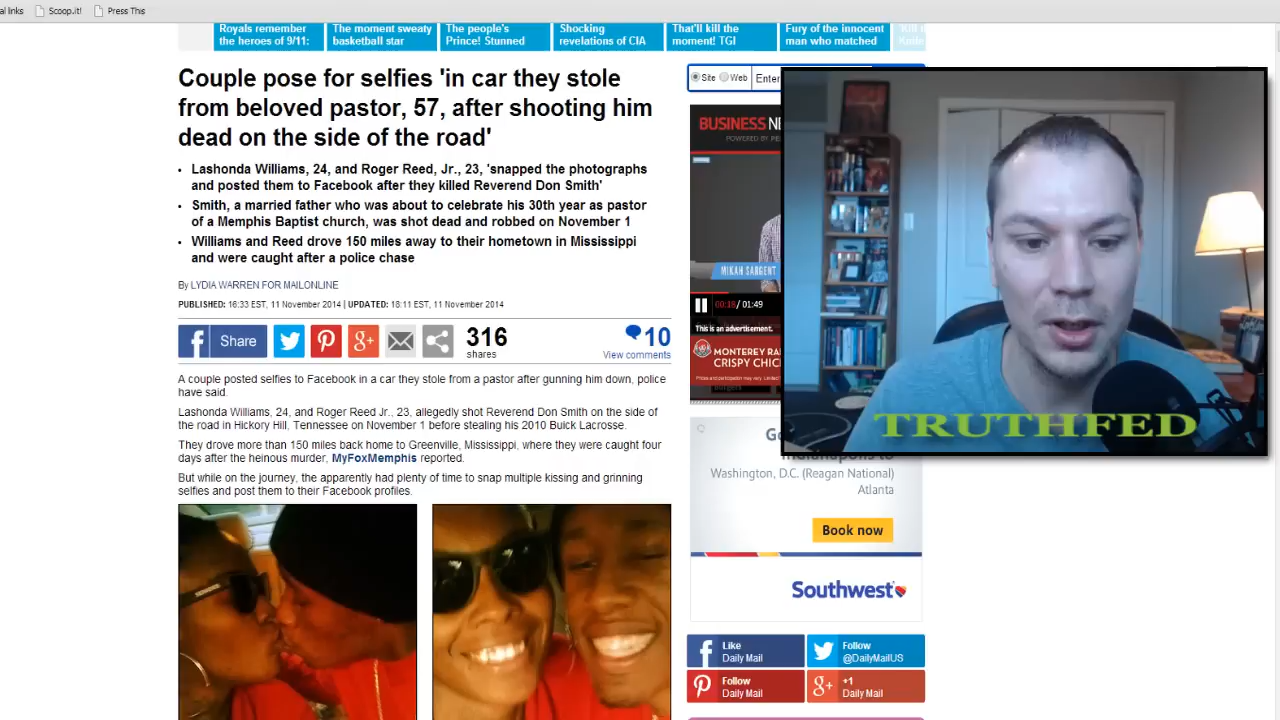 al links Scoop.it! Press This
Royals remember
the heroes of 9/11:
The moment sweaty
basketball star
The people's
Prince! Stunned
Shocking
revelations of CIA
That'll kill the
moment! TGI
Fury of the innocent
man who matched
Couple pose for selfies 'in car they stole
from beloved pastor, 57, after shooting him
dead on the side of the road'
Lashonda Williams, 24, and Roger Reed, Jr., 23, 'snapped the photographs
and posted them to Facebook after they killed Reverend Don Smith'
Smith, a married father who was about to celebrate his 30th year as pastor
of a Memphis Baptist church, was shot dead and robbed on November 1
Williams and Reed drove 150 miles away to their hometown in Mississippi
and were caught after a police chase
By LYDIA WARREN FOR MAILONLINE
PUBLISHED: 16:33 EST, 11 November 2014 | UPDATED: 18:11 EST, 11 November 2014
Share
316
shares
10
View comments
A couple posted selfies to Facebook in a car they stole from a pastor after gunning him down, police
have said.
Lashonda Williams, 24, and Roger Reed Jr., 23, allegedly shot Reverend Don Smith on the side of the
road in Hickory Hill, Tennessee on November 1 before stealing his 2010 Buick Lacrosse.
They drove more than 150 miles back home to Greenville, Mississippi, where they were caught four
days after the heinous murder, MyFoxMemphis reported.
But while on the journey, the apparently had plenty of time to snap multiple kissing and grinning
selfies and post them to their Facebook profiles.
Site Web Enter
BUSINESS NE
POWERED BY
MIKAH SARGENT
00:18 / 01:49
This is an advertisement.
MONTEREY RA
CRISPY CHIC
TRUTHFED
Washington, D.C. (Reagan National)
Atlanta
Book now
Southwest
Like
Daily Mail
Follow
@DailyMailUS
Follow
Daily Mail
+1
Daily Mail